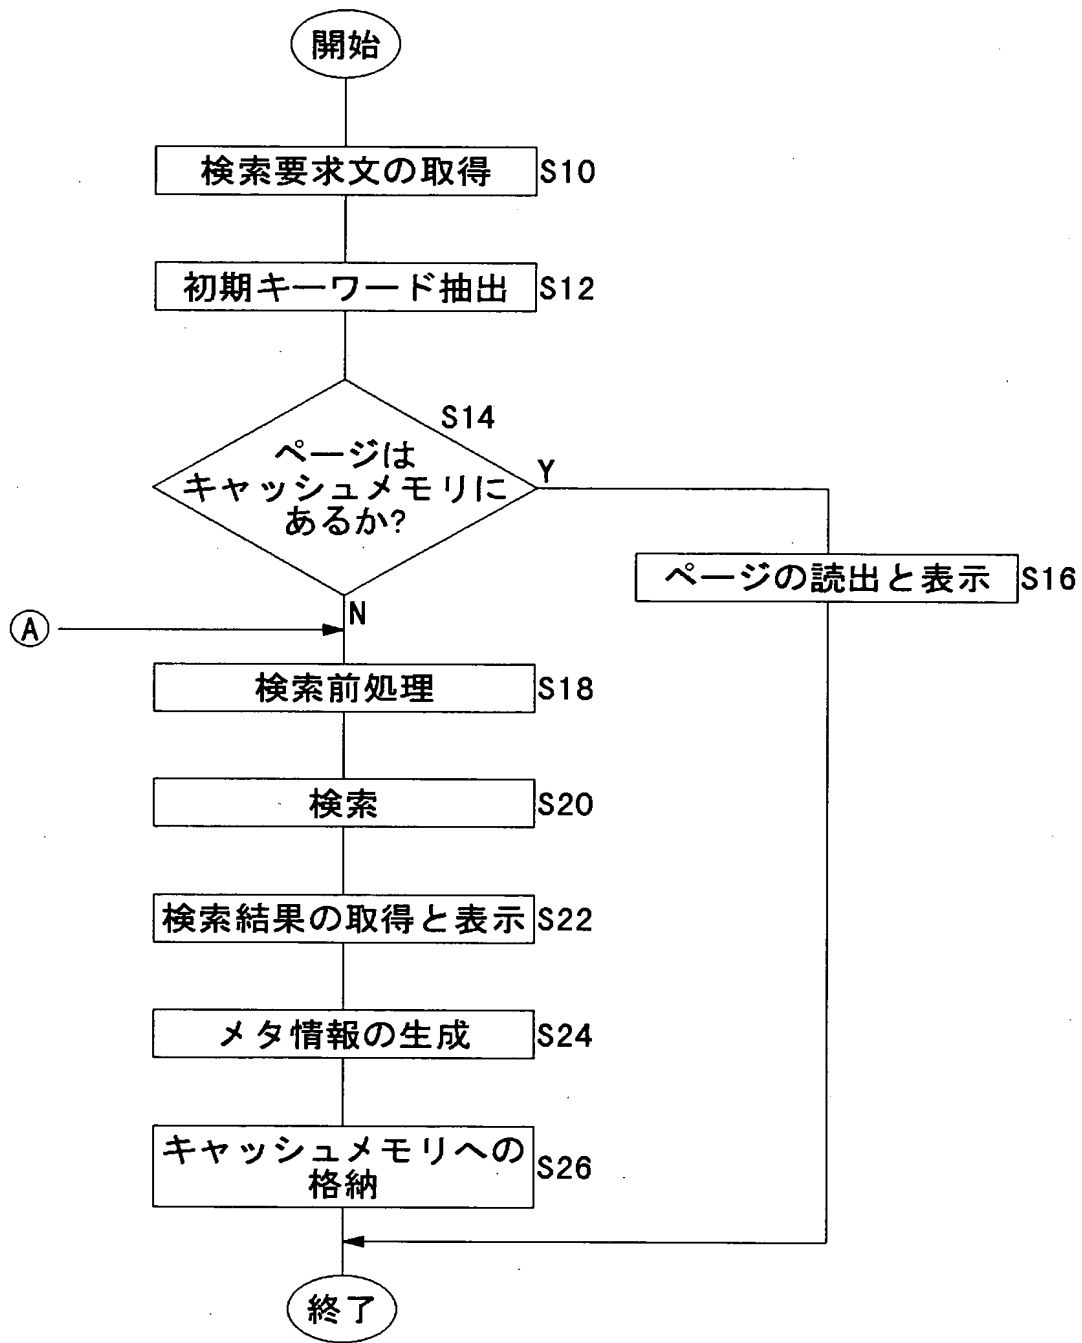 開始
検索要求文の取得 S10
初期キーワード抽出 S12
S14
ページは
キャッシュメモリに
あるか?
Y
ページの読出と表示 S16
N
A
検索前処理 S18
検索 S20
検索結果の取得と表示 S22
メタ情報の生成 S24
キャッシュメモリへの
格納
S26
終了